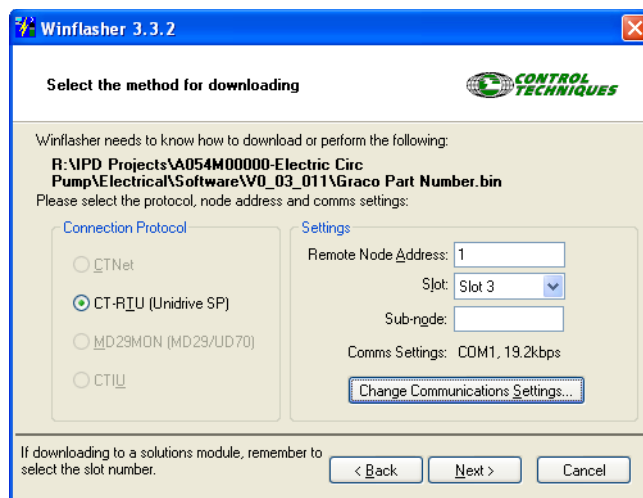 Winflasher 3.3.2
Select the method for downloading
CONTROL
TECHNIQUES
Winflasher needs to know how to download or perform the following:
R:\IPD Projects\A054M00000-Electric Circ
Pump\Electrical\Software\V0_03_011\Graco Part Number.bin
Please select the protocol, node address and comms settings:
Connection Protocol
CTNet
CT-RTU (Unidrive SP)
MD29MON (MD29/UD70)
CTIU
Settings
Remote Node Address: 1
Slot: Slot 3
Sub-node:
Comms Settings: COM1, 19.2kbps
Change Communications Settings...
If downloading to a solutions module, remember to
select the slot number.
< Back Next > Cancel